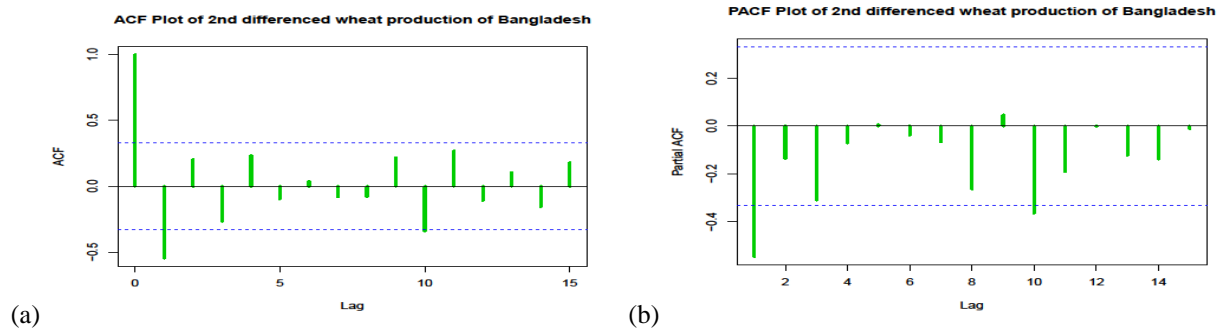 ACF Plot of 2nd differenced wheat production of Bangladesh
1.0
0.5
0.0
−0.5
ACF
0
5
10
15
Lag
(a)
PACF Plot of 2nd differenced wheat production of Bangladesh
0.2
0.0
−0.2
−0.4
Partial ACF
2
4
6
8
10
12
14
Lag
(b)